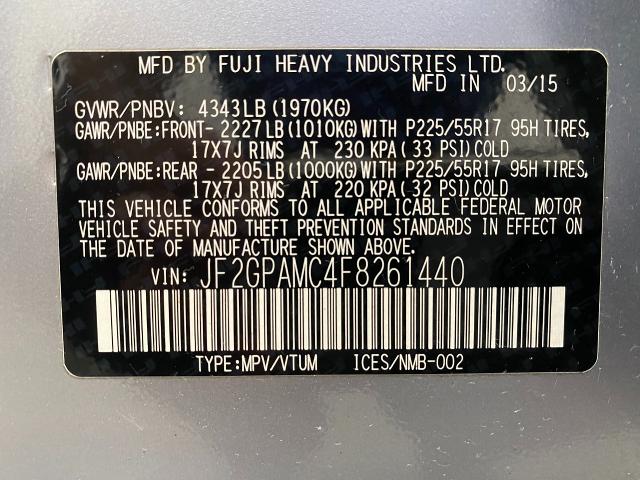 MFD BY FUJI HEAVY INDUSTRIES LTD.
MFD IN 03/15
GVWR/PNBV: 4343LB(1970KG)
GAWR/PNBE:FRONT- 2227LB(1010KG)WITH P225/55R17 95H TIRES,
17X7J RIMS AT 230 KPA(33 PSI)COLD
GAWR/PNBE:REAR - 2205LB(1000KG)WITH P225/55R17 95H TIRES,
17X7J RIMS AT 220 KPA(32 PSI)COLD
THIS VEHICLE CONFORMS TO ALL APPLICABLE FEDERAL MOTOR
VEHICLE SAFETY AND THEFT PREVENTION STANDARDS IN EFFECT ON
THE DATE OF MANUFACTURE SHOWN ABOVE.
VIN: JF2GPAMC4F8261440
TYPE:MPV/VTUM ICES/NMB-002